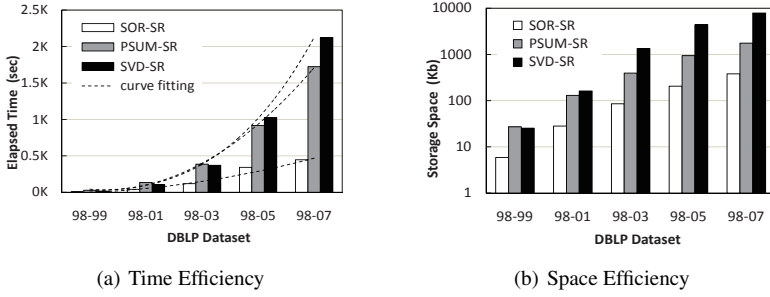 SOR-SR
PSUM-SR
SVD-SR
curve fitting
Elapsed Time (sec)
2.5K
2K
1.5K
1K
0.5K
0K
98-99 98-01 98-03 98-05 98-07
DBLP Dataset
(a) Time Efficiency
SOR-SR
PSUM-SR
SVD-SR
Storage Space (Kb)
10000
1000
100
10
1
98-99 98-01 98-03 98-05 98-07
DBLP Dataset
(b) Space Efficiency